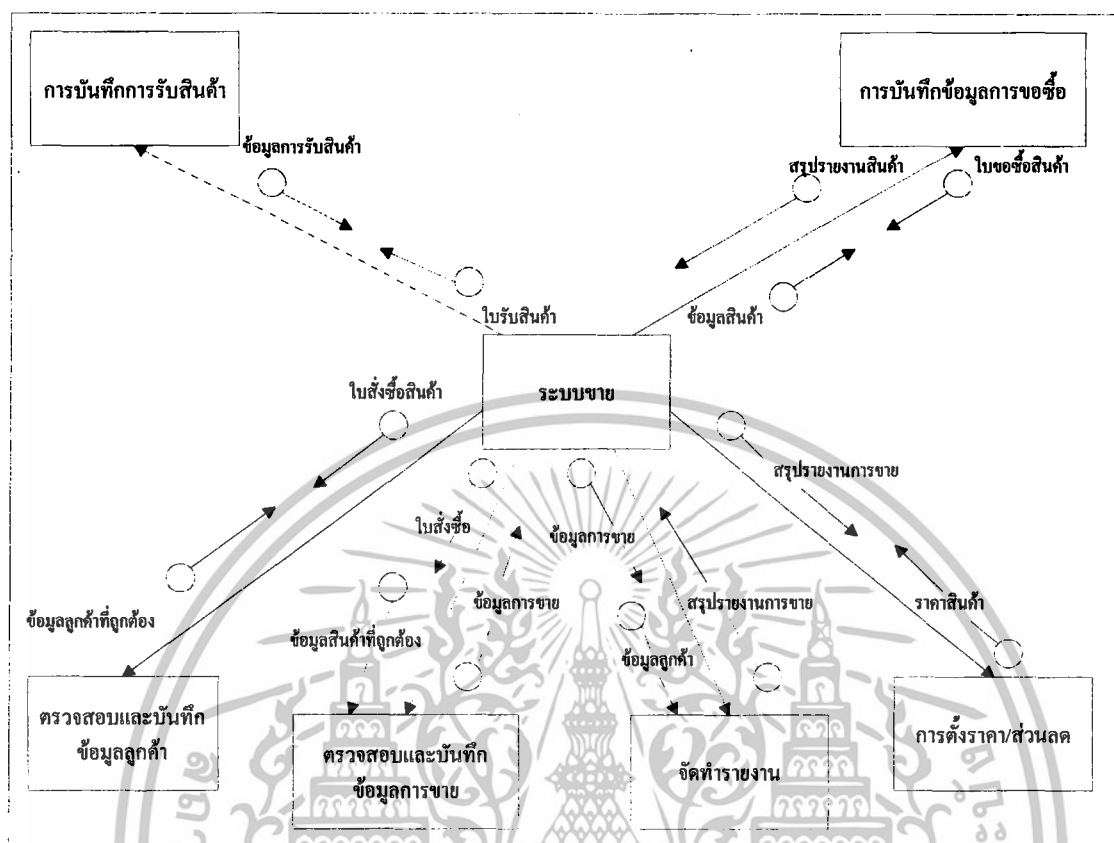 การบันทึกการรับสินค้า
การบันทึกข้อมูลการขอซื้อ
ข้อมูลการรับสินค้า
สรุปรายงานสินค้า
ใบขอซื้อสินค้า
ใบรับสินค้า
ข้อมูลสินค้า
ระบบขาย
ใบสั่งซื้อสินค้า
สรุปรายงานการขาย
ใบสั่งซื้อ
ข้อมูลการขาย
ข้อมูลการขาย
สรุปรายงานการขาย
ราคาสินค้า
ข้อมูลลูกค้าที่ถูกต้อง
ข้อมูลสินค้าที่ถูกต้อง
ข้อมูลลูกค้า
ตรวจสอบและบันทึก
ข้อมูลลูกค้า
ตรวจสอบและบันทึก
ข้อมูลการขาย
จัดทำรายงาน
การตั้งราคา/ส่วนลด